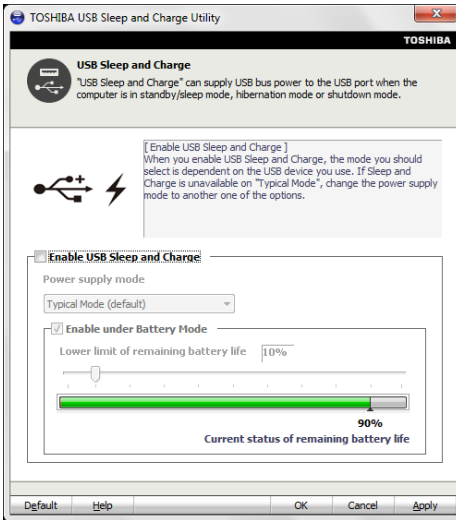 TOSHIBA USB Sleep and Charge Utility
TOSHIBA
USB Sleep and Charge
"USB Sleep and Charge" can supply USB bus power to the USB port when the
computer is in standby/sleep mode, hibernation mode or shutdown mode.
[ Enable USB Sleep and Charge ]
When you enable USB Sleep and Charge, the mode you should
select is dependent on the USB device you use. If Sleep and
Charge is unavailable on "Typical Mode", change the power supply
mode to another one of the options.
Enable USB Sleep and Charge
Power supply mode
Typical Mode (default)
Enable under Battery Mode
Lower limit of remaining battery life 10%
90%
Current status of remaining battery life
Default Help OK Cancel Apply